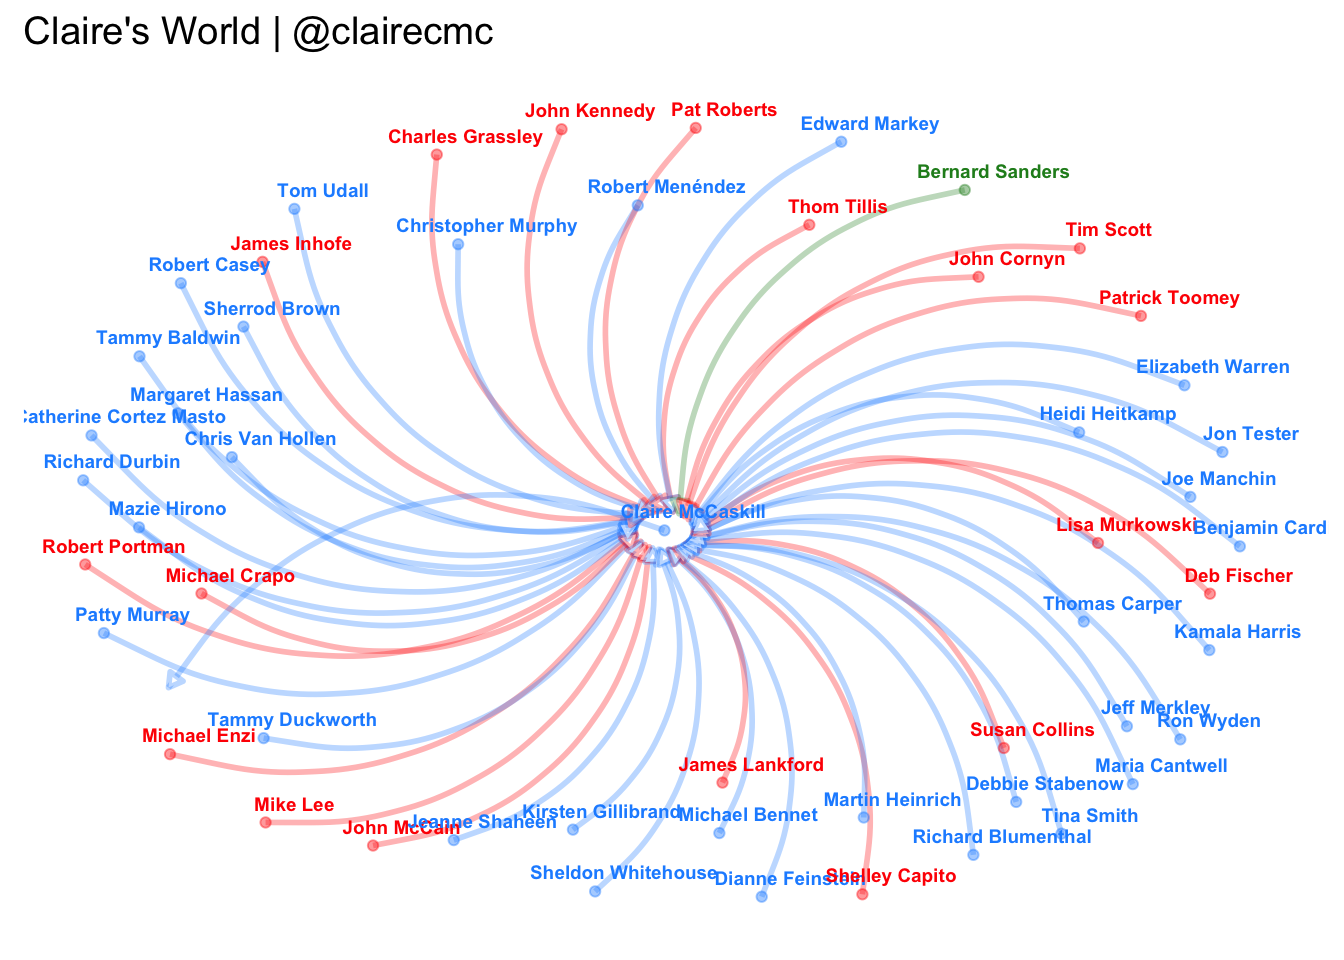 Claire's World | @clairecmc
John Kennedy
Pat Roberts
Charles Grassley
Edward Markey
Bernard Sanders
Tom Udall
Robert Menéndez
Thom Tillis
Christopher Murphy
Tim Scott
James Inhofe
John Cornyn
Robert Casey
Patrick Toomey
Sherrod Brown
Tammy Baldwin
Elizabeth Warren
Margaret Hassan
Heidi Heitkamp
Catherine Cortez Masto
Jon Tester
Chris Van Hollen
Richard Durbin
Joe Manchin
Mazie Hirono
Claire McCaskill
Lisa Murkowski
Benjamin Card
Robert Portman
Michael Crapo
Deb Fischer
Thomas Carper
Patty Murray
Kamala Harris
Jeff Merkley
Tammy Duckworth
Ron Wyden
Susan Collins
Michael Enzi
James Lankford
Maria Cantwell
Debbie Stabenow
Martin Heinrich
Mike Lee
Kirsten Gillibrand
Michael Bennet
Tina Smith
Jeanne Shaheen
John McCain
Richard Blumenthal
Sheldon Whitehouse
Dianne Feinstein
Shelley Capito